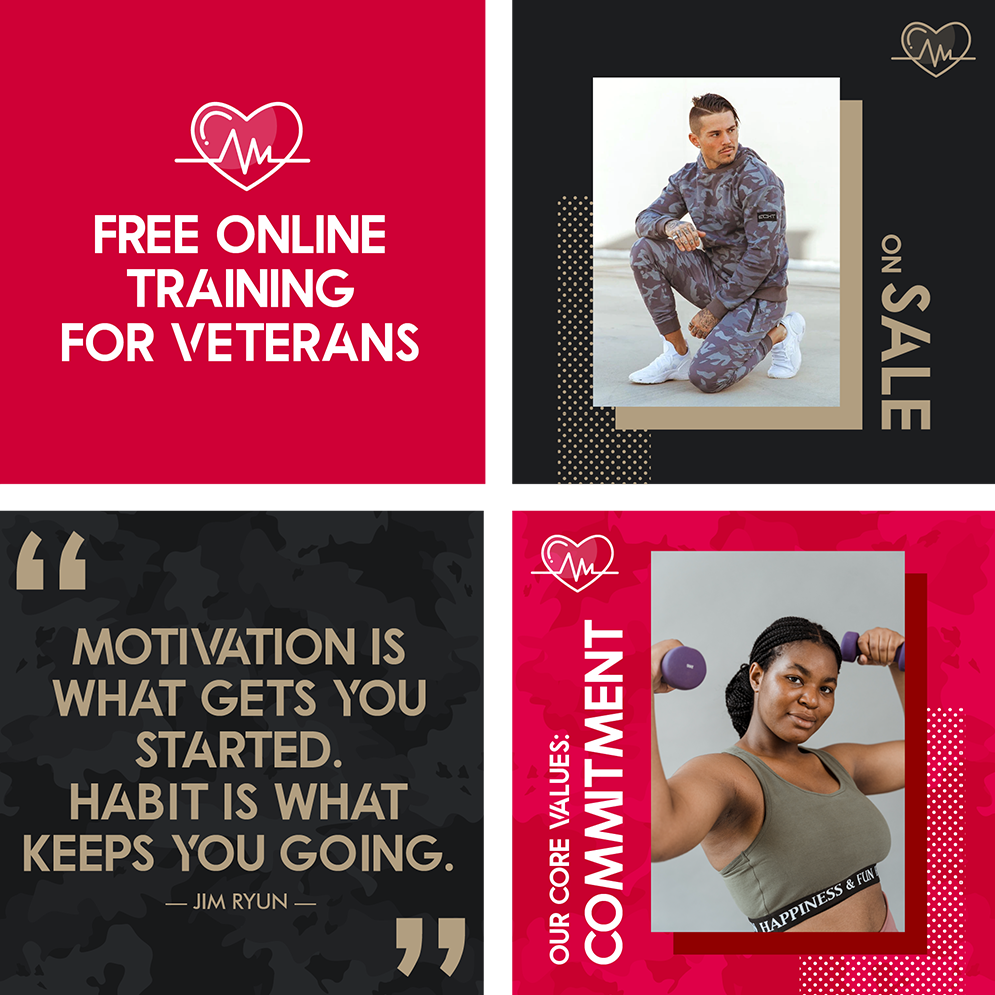 FREE ONLINE
TRAINING
FOR VETERANS
ON SALE
ECHT
“
MOTIVATION IS
WHAT GETS YOU
STARTED.
HABIT IS WHAT
KEEPS YOU GOING.
— JIM RYUN —
”
OUR CORE VALUES:
COMMITMENT
HAPPINESS & FUN